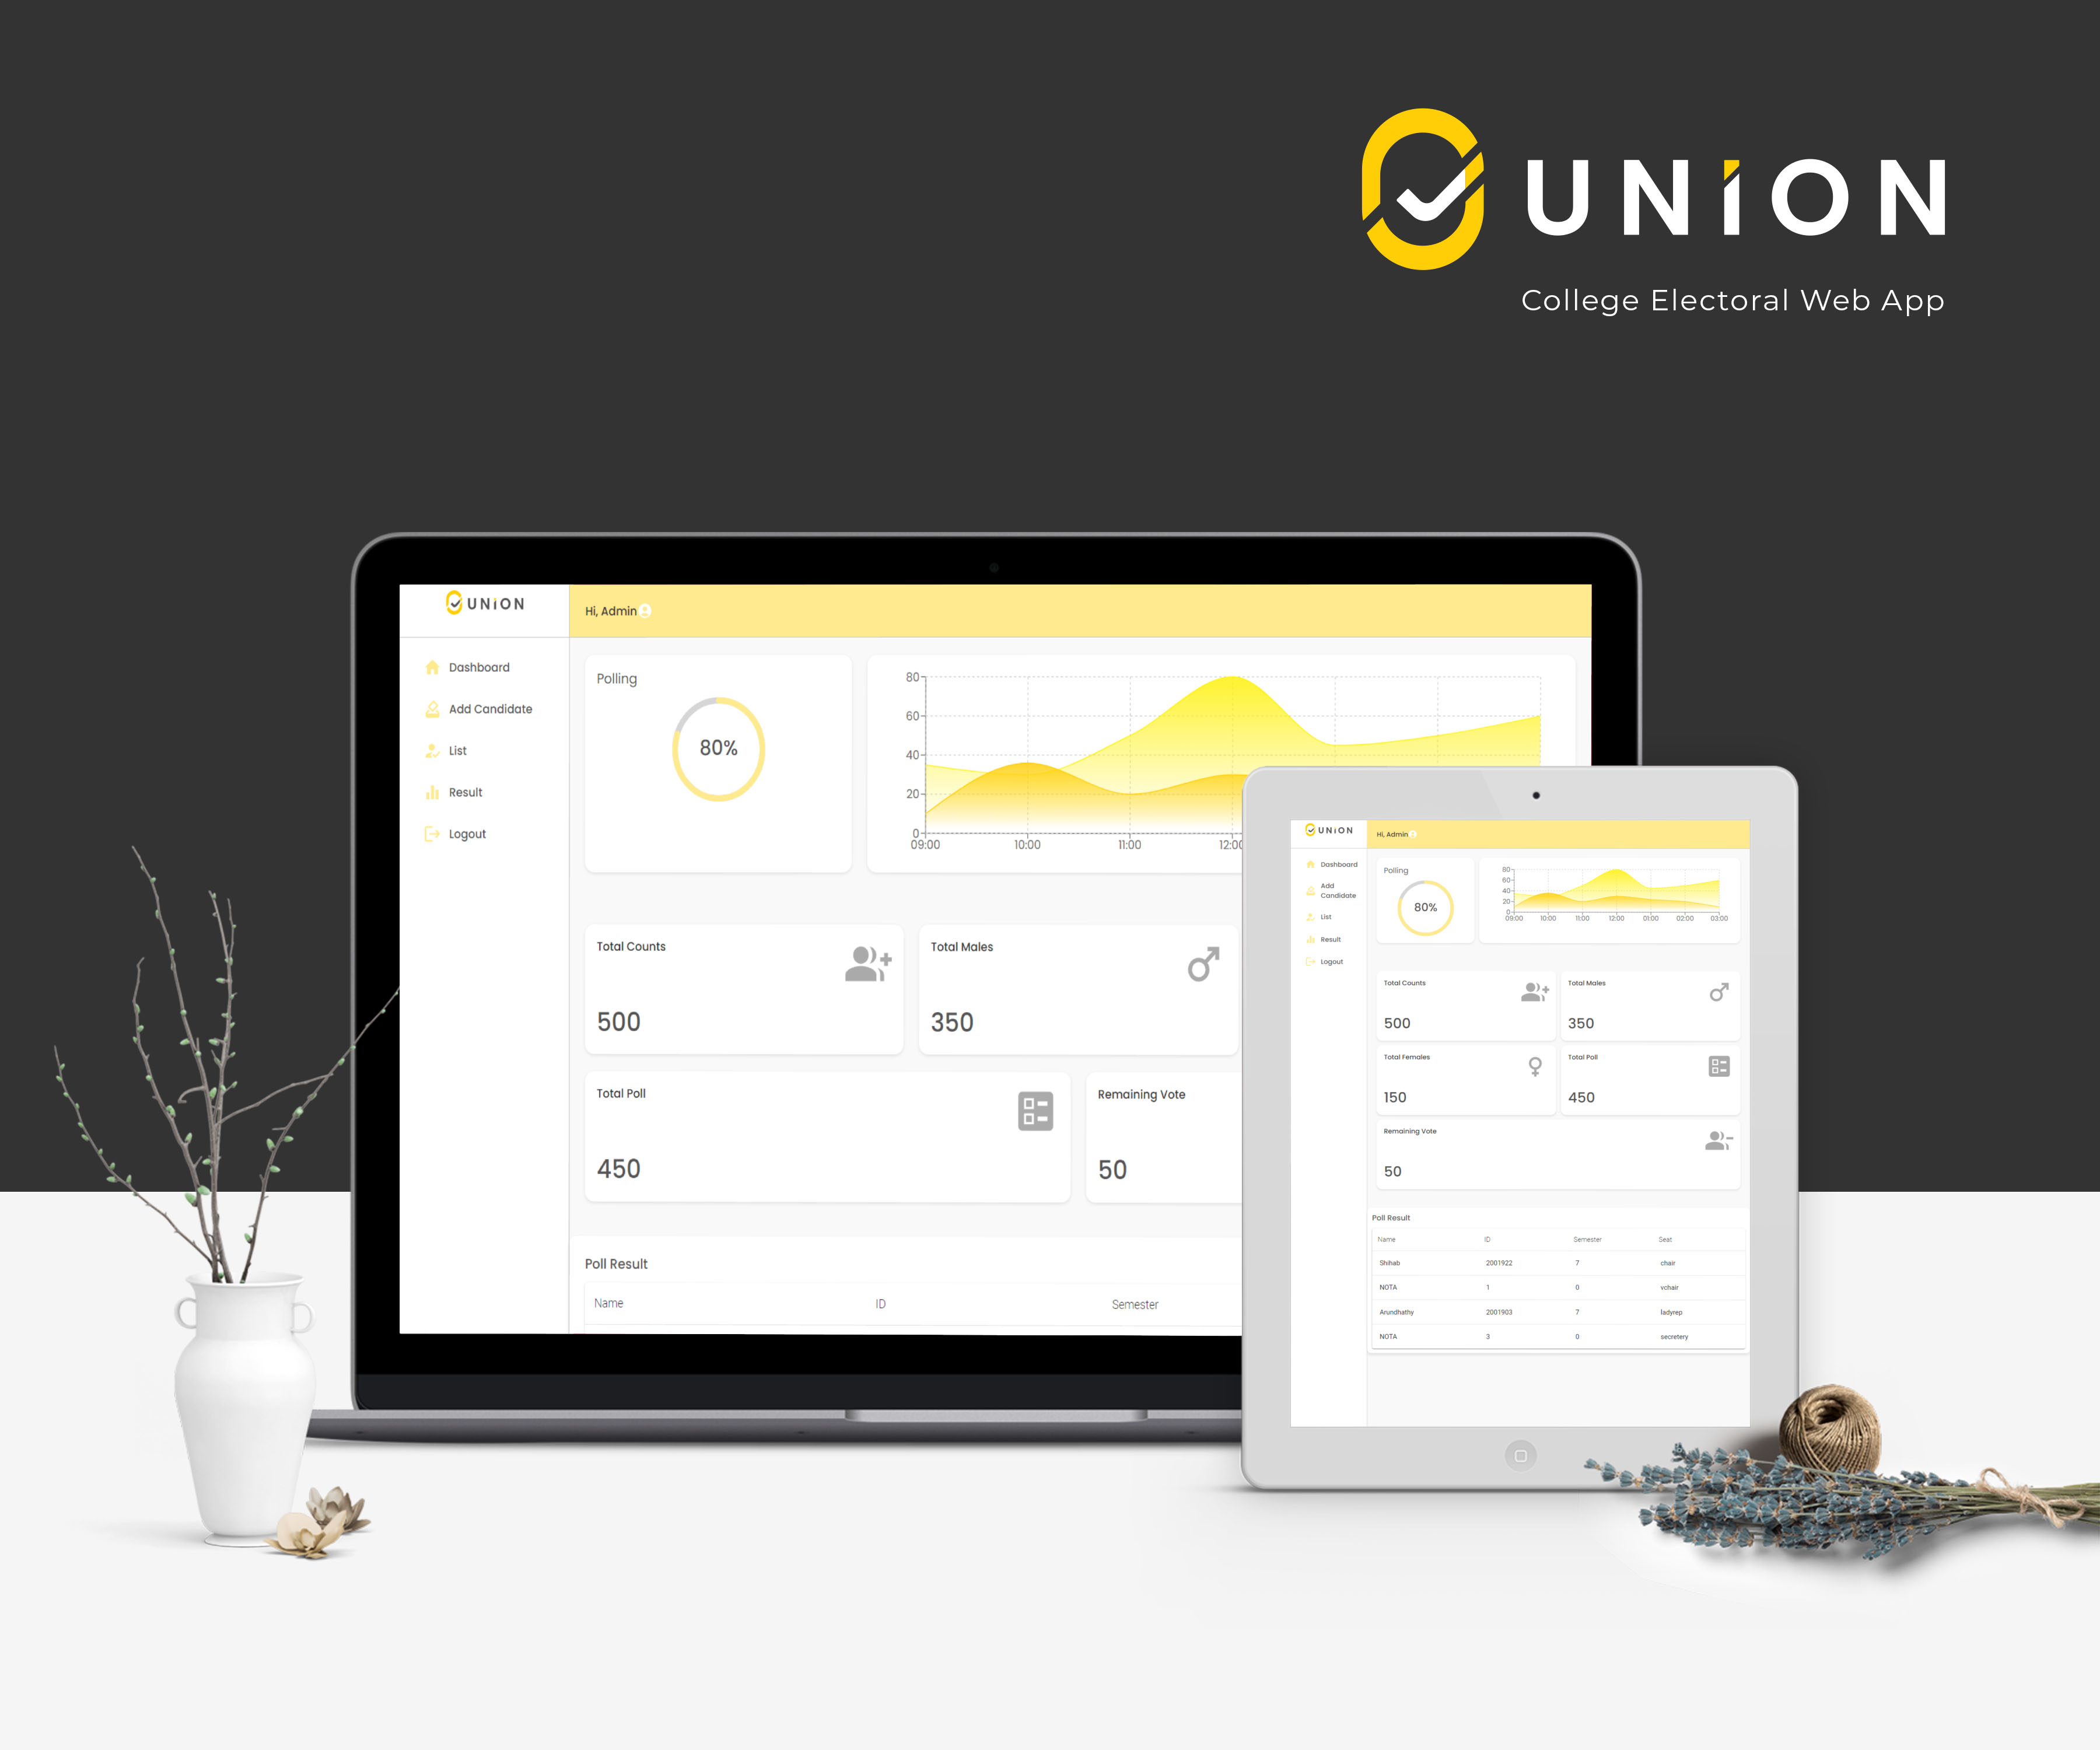 UNiON
College Electoral Web App
UNiON
Hi, Admin
Dashboard
Add Candidate
List
Result
Logout
Polling
80%
80
60
40
20
0
09:00 10:00 11:00 12:00
Total Counts
500
Total Males
350
Total Poll
450
Remaining Vote
50
Poll Result
Name ID Semester
UNiON
Hi, Admin
Dashboard
Add
Candidate
List
Result
Logout
Polling
80%
80
60
40
20
0
09:00 10:00 11:00 12:00 01:00 02:00 03:00
Total Counts
500
Total Males
350
Total Females
150
Total Poll
450
Remaining Vote
50
Poll Result
Name ID Semester Seat
Shihab 2001922 7 chair
NOTA 1 0 vchair
Arundhathy 2001903 7 ladyrep
NOTA 3 0 secretery